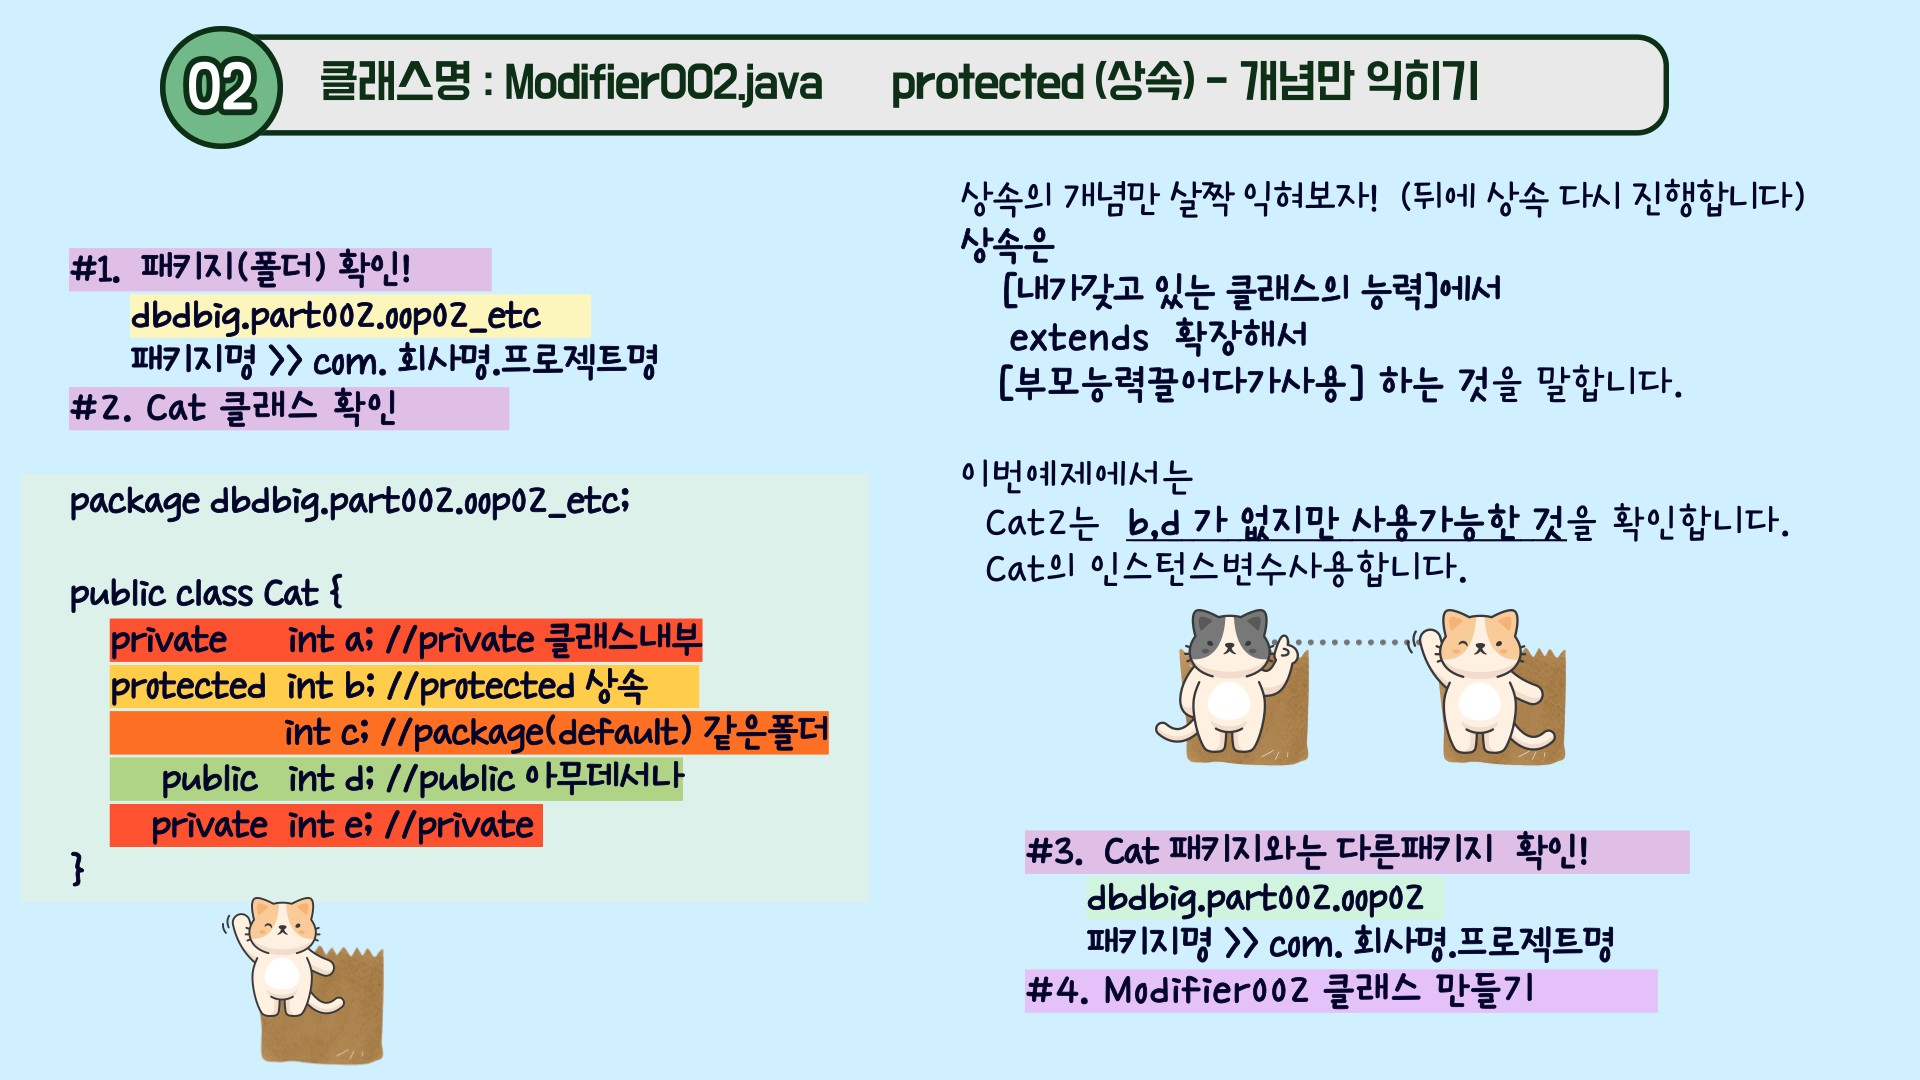 02
클래스명 : Modifier002.java protected (상속) - 개념만 익히기
#1. 패키지(폴더) 확인!
dbdbig.part002.oop02_etc
패키지명 >> com. 회사명.프로젝트명
#2. Cat 클래스 확인
package dbdbig.part002.oop02_etc;
public class Cat {
private int a; //private 클래스내부
protected int b; //protected 상속
int c; //package(default) 같은폴더
public int d; //public 아무데서나
private int e; //private
}
상속의 개념만 살짝 익혀보자! (뒤에 상속 다시 진행합니다)
상속은
[내가갖고 있는 클래스의 능력]에서
extends 확장해서
[부모능력끌어다가사용] 하는 것을 말합니다.
이번예제에서는
Cat2는 b,d 가 없지만 사용가능한 것을 확인합니다.
Cat의 인스턴스변수사용합니다.
#3. Cat 패키지와는 다른패키지 확인!
dbdbig.part002.oop02
패키지명 >> com. 회사명.프로젝트명
#4. Modifier002 클래스 만들기